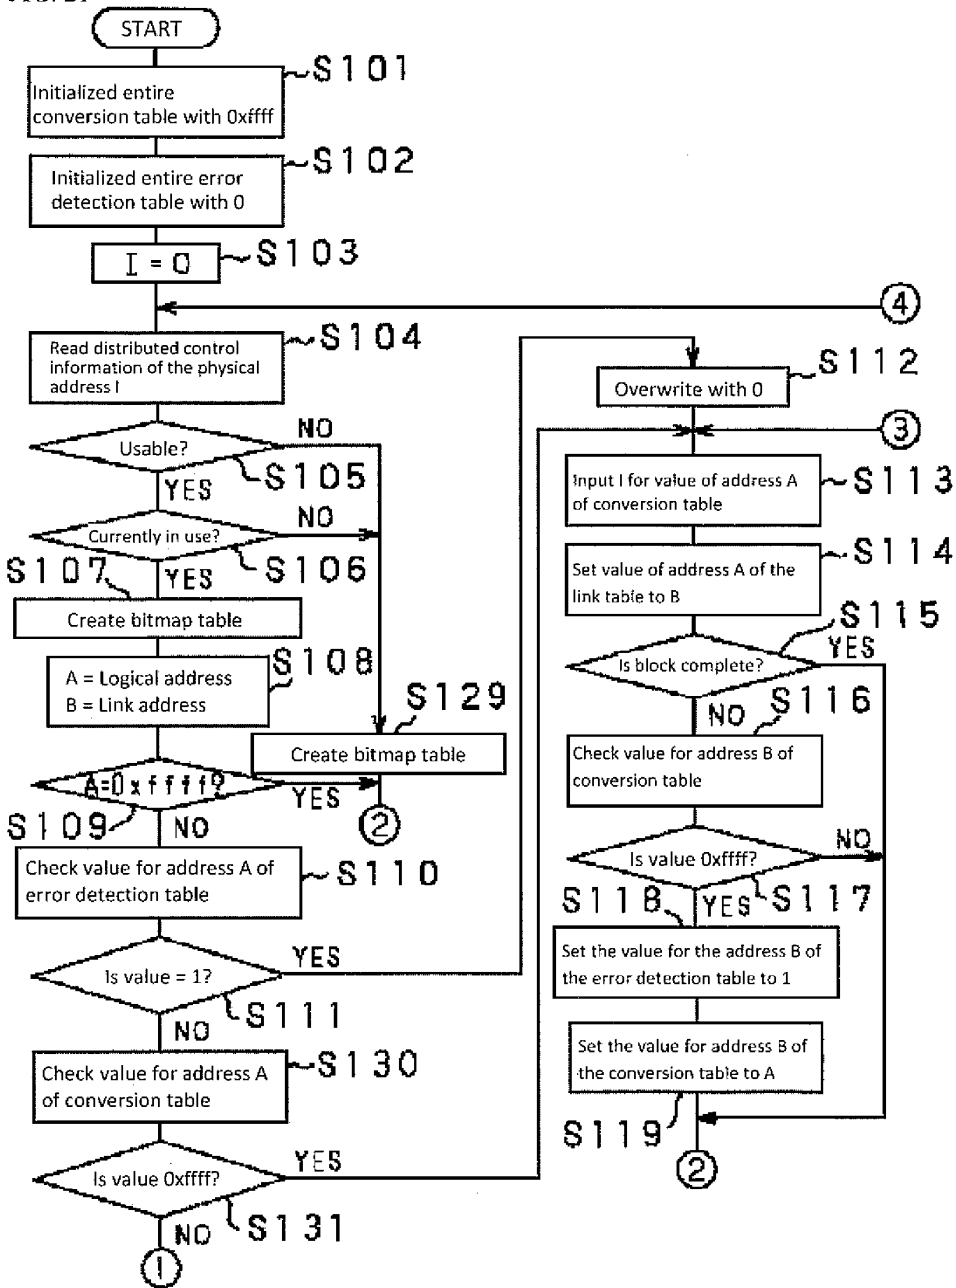 START
S101
Initialized entire
conversion table with 0xffff
S102
Initialized entire error
detection table with 0
S103
I = 0
4
S104
Read distributed control
information of the physical
address I
Usable?
NO
S105
YES
Currently in use?
NO
S106
S107
YES
Create bitmap table
S108
A = Logical address
B = Link address
S129
Create bitmap table
A=0xffff?
YES
2
S109
NO
Check value for address A of
error detection table
S110
Is value = 1?
YES
S111
NO
Check value for address A
of conversion table
S130
Is value 0xffff?
YES
S131
NO
1
S112
Overwrite with 0
3
Input I for value of address A
of conversion table
S113
S114
Set value of address A of the
link table to B
S115
Is block complete?
YES
S116
NO
Check value for address B of
conversion table
Is value 0xffff?
NO
S117
S118
YES
Set the value for the address B of
the error detection table to 1
Set the value for address B of
the conversion table to A
S119
2